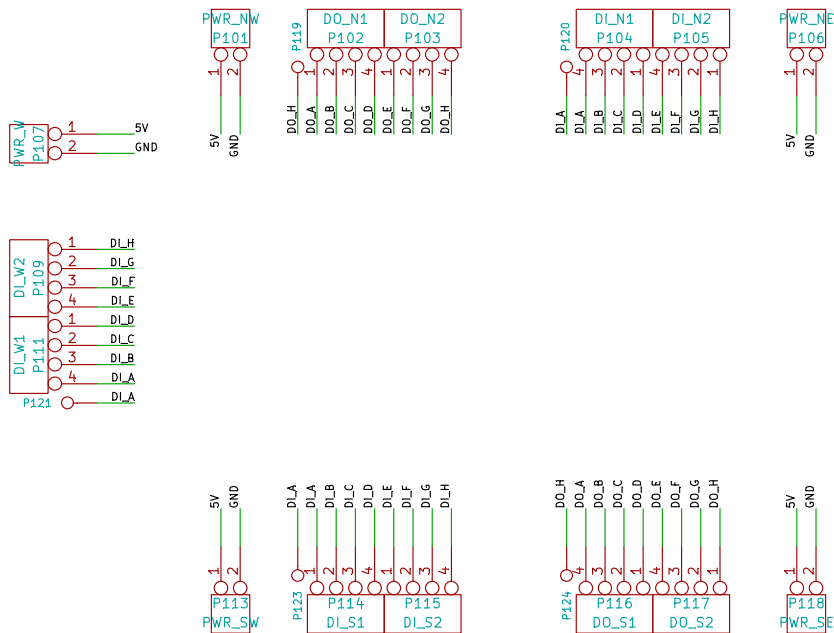 PWR_NW
P101
1
2
5V
GND
P119
DO_N1
P102
DO_N2
P103
1
2
3
4
1
2
3
4
DO_H
DO_A
DO_B
DO_C
DO_D
DO_E
DO_F
DO_G
DO_H
P120
DI_N1
P104
DI_N2
P105
4
3
2
1
4
3
2
1
DI_A
DI_A
DI_B
DI_C
DI_D
DI_E
DI_F
DI_G
DI_H
PWR_NE
P106
1
2
5V
GND
PWR_W
P107
1
5V
2
GND
DI_W2
P109
1 DI_H
2 DI_G
3 DI_F
4 DI_E
DI_W1
P111
1 DI_D
2 DI_C
3 DI_B
4 DI_A
P121 DI_A
5V
GND
1
2
P113
PWR_SW
DI_A
DI_A
DI_B
DI_C
DI_D
DI_E
DI_F
DI_G
DI_H
1
2
3
4
1
2
3
4
P123
P114
DI_S1
P115
DI_S2
DO_H
DO_A
DO_B
DO_C
DO_D
DO_E
DO_F
DO_G
DO_H
4
3
2
1
4
3
2
1
P124
P116
DO_S1
P117
DO_S2
5V
GND
1
2
P118
PWR_SE